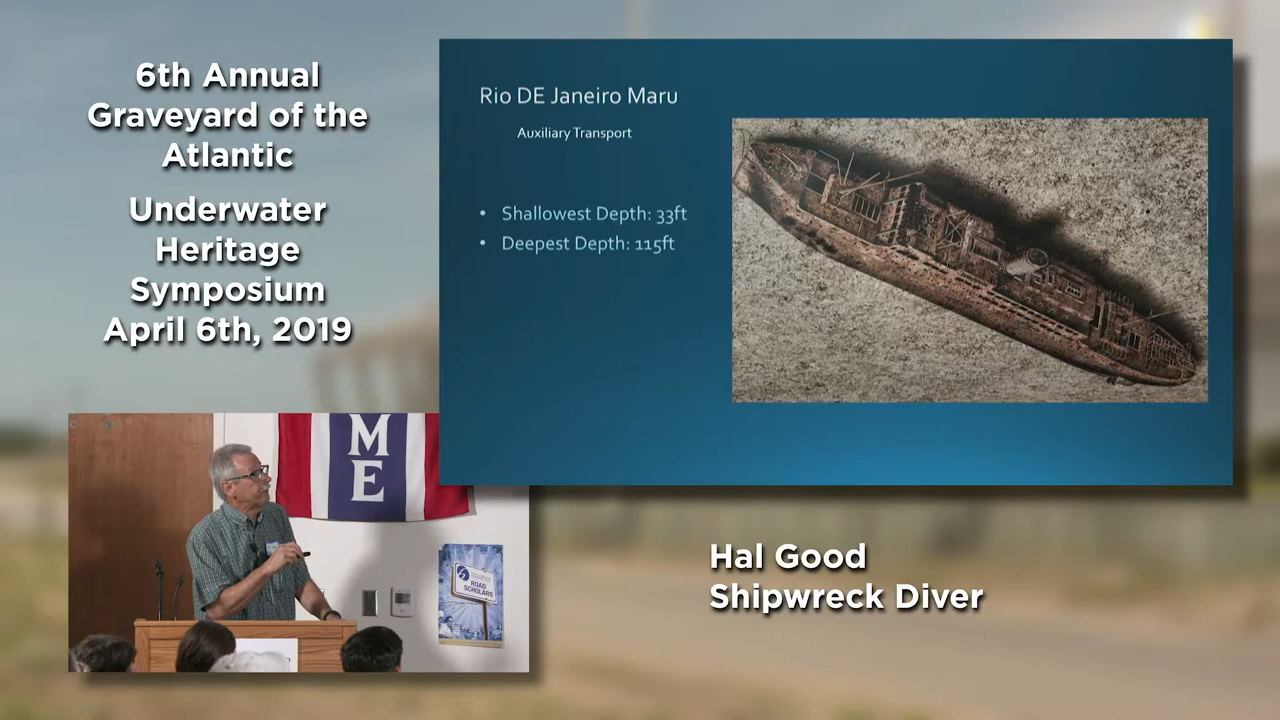 6th Annual
Graveyard of the
Atlantic
Underwater
Heritage
Symposium
April 6th, 2019
Rio DE Janeiro Maru
Auxiliary Transport
• Shallowest Depth: 33ft
• Deepest Depth: 115ft
M
E
ROAD
SCHOLARS
Hal Good
Shipwreck Diver